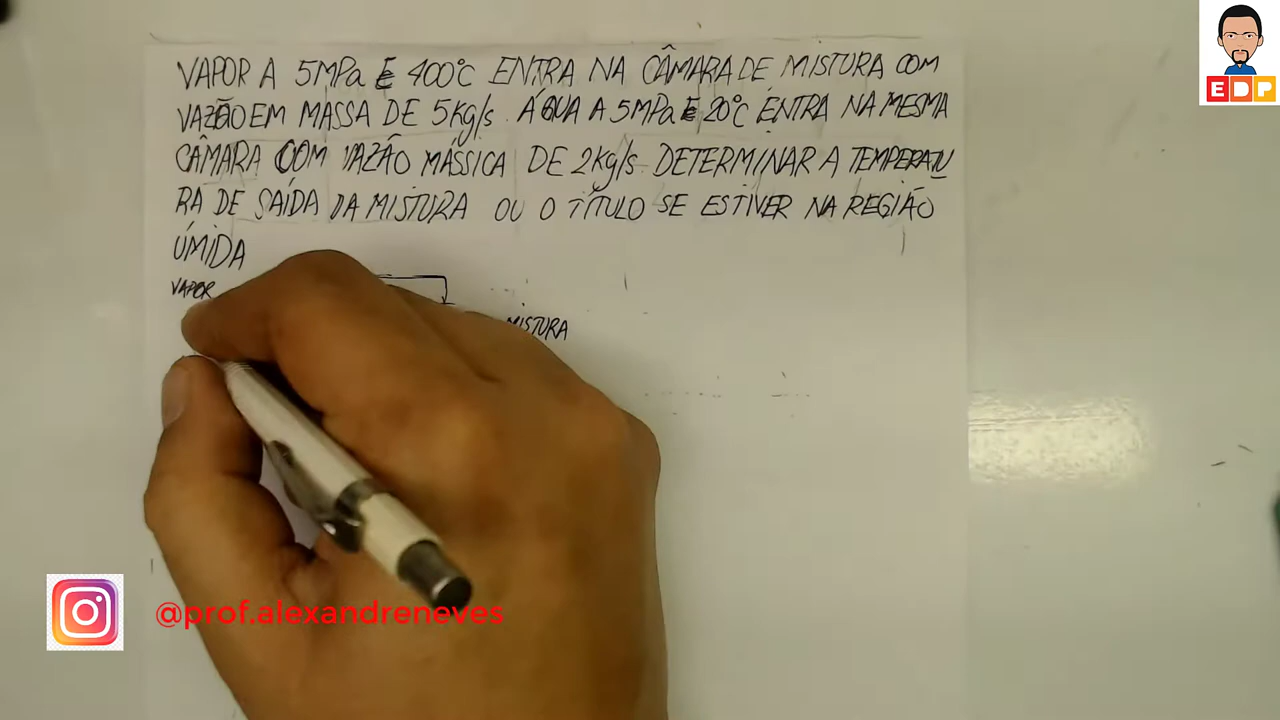 VAPOR A 5MPa E 400°C ENTRA NA CÂMARA DE MISTURA COM
VAZÃO EM MASSA DE 5Kg/s. ÁGUA A 5MPa E 20°C ENTRA NA MESMA
CÂMARA COM VAZÃO MÁSSICA DE 2Kg/s. DETERMINAR A TEMPERATU
RA DE SAÍDA DA MISTURA OU O TÍTULO SE ESTIVER NA REGIÃO
ÚMIDA
VAPOR
MISTURA
@prof.alexandreneves
EDP